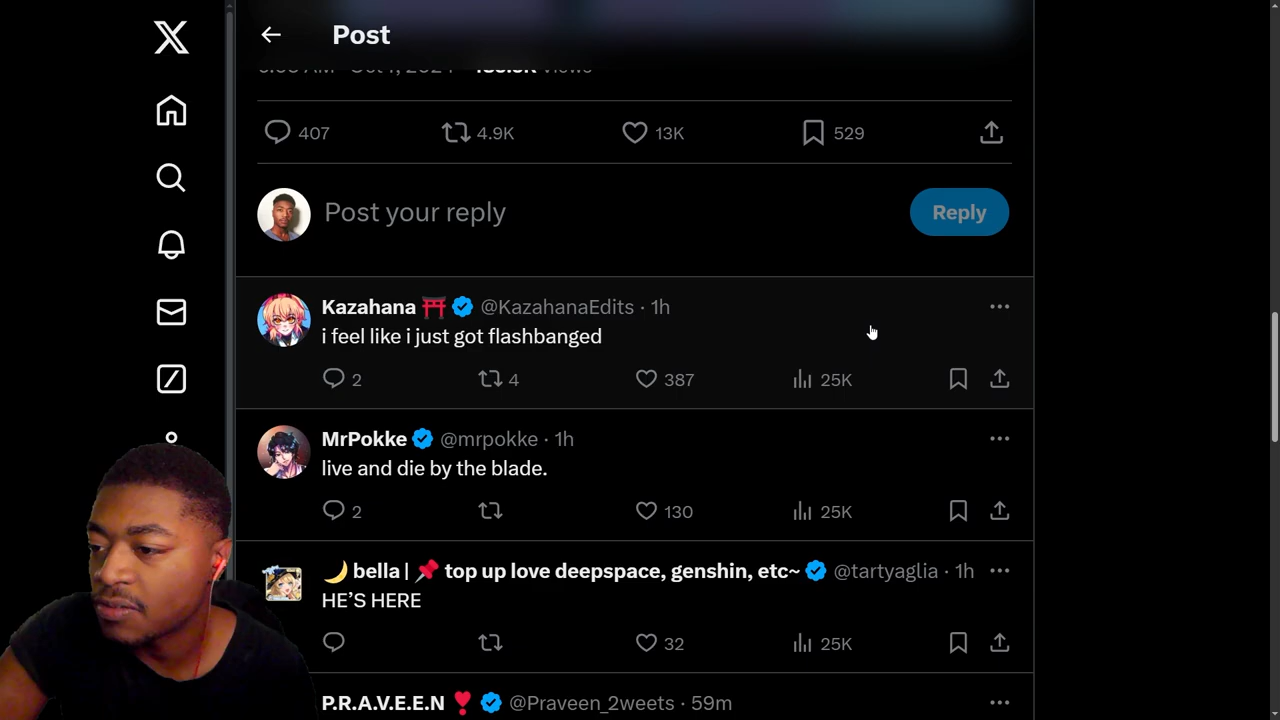 Post
Views
407 4.9K 13K 529
Post your reply
Reply
Kazahana @KazahanaEdits · 1h
i feel like i just got flashbanged
2 4 387 25K
MrPokke @mrpokke · 1h
live and die by the blade.
2 130 25K
bella | top up love deepspace, genshin, etc~ @tartyaglia · 1h
HE'S HERE
32 25K
P.R.A.V.E.E.N @Praveen_2weets · 59m